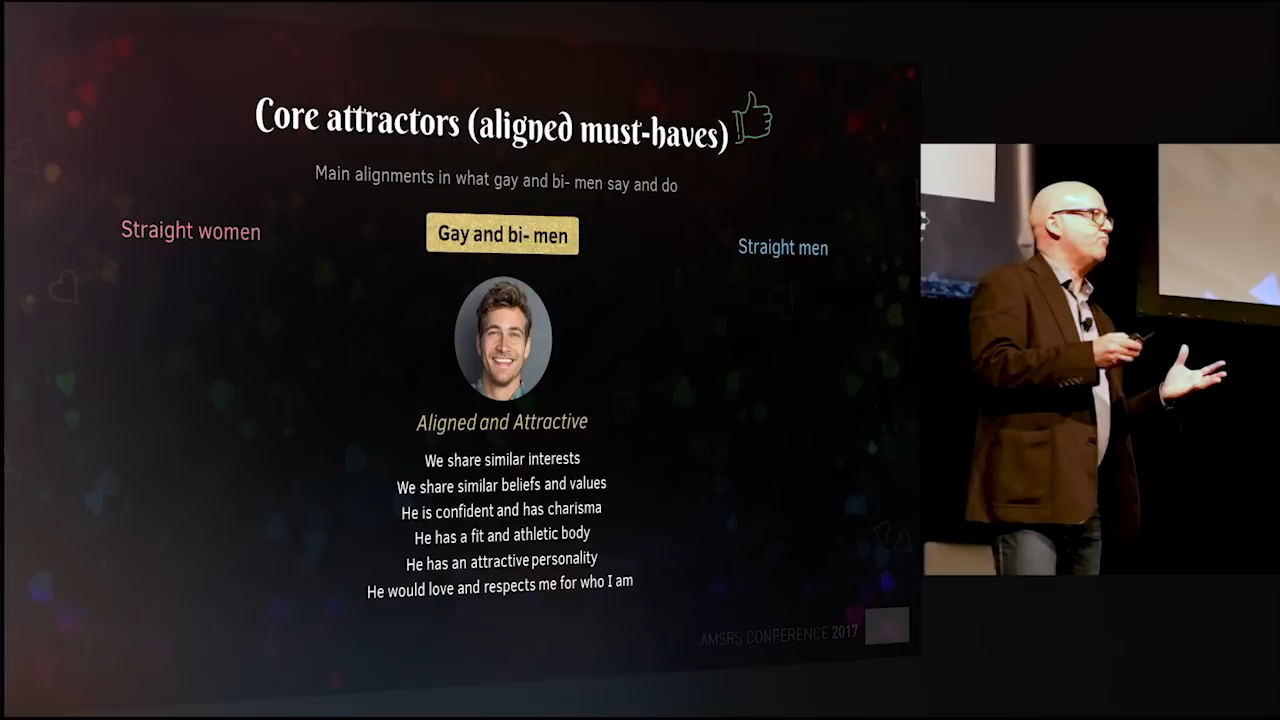 Core attractors (aligned must-haves)
Main alignments in what gay and bi- men say and do
Straight women
Gay and bi- men
Straight men
Aligned and Attractive
We share similar interests
We share similar beliefs and values
He is confident and has charisma
He has a fit and athletic body
He has an attractive personality
He would love and respects me for who I am
AMSRS CONFERENCE 2017